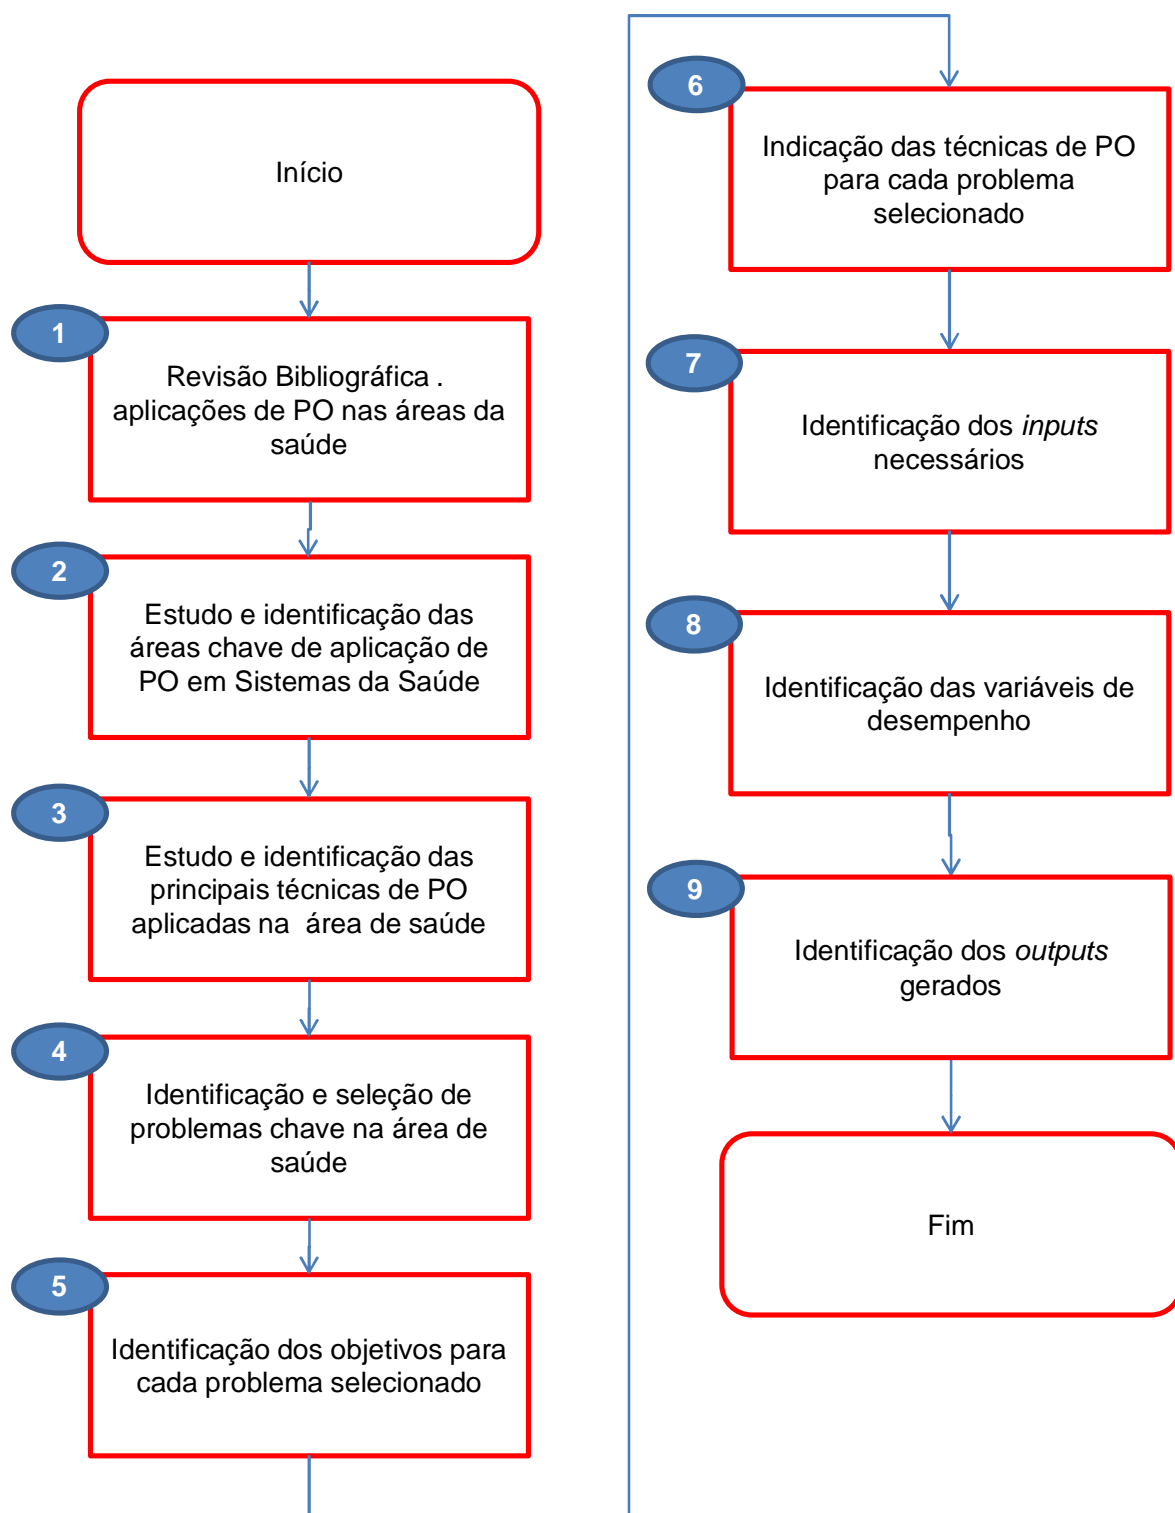 Início
1
Revisão Bibliográfica .
aplicações de PO nas áreas da
saúde
2
Estudo e identificação das
áreas chave de aplicação de
PO em Sistemas da Saúde
3
Estudo e identificação das
principais técnicas de PO
aplicadas na área de saúde
4
Identificação e seleção de
problemas chave na área de
saúde
5
Identificação dos objetivos para
cada problema selecionado
6
Indicação das técnicas de PO
para cada problema
selecionado
7
Identificação dos inputs
necessários
8
Identificação das variáveis de
desempenho
9
Identificação dos outputs
gerados
Fim